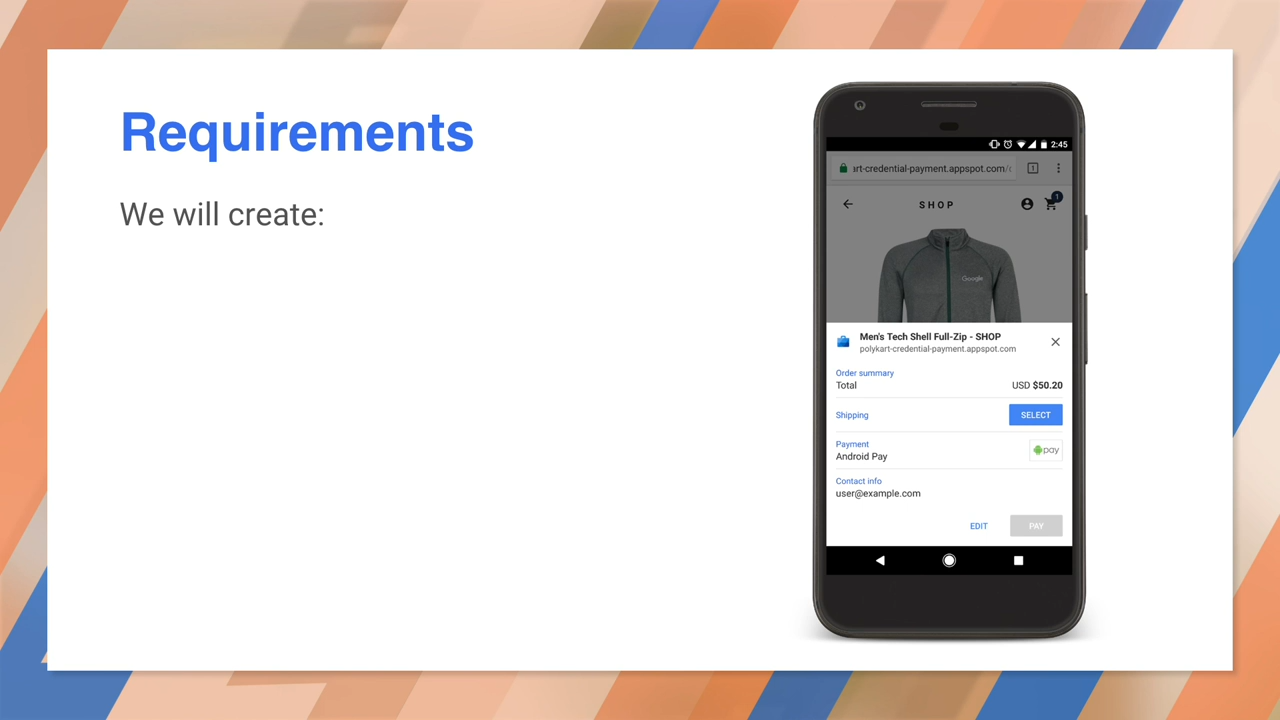 Requirements
We will create:
2:45
art-credential-payment.appspot.com/
1
SHOP
1
Google
Men's Tech Shell Full-Zip - SHOP
polykart-credential-payment.appspot.com
Order summary
Total USD $50.20
Shipping SELECT
Payment
Android Pay pay
Contact info
user@example.com
EDIT PAY